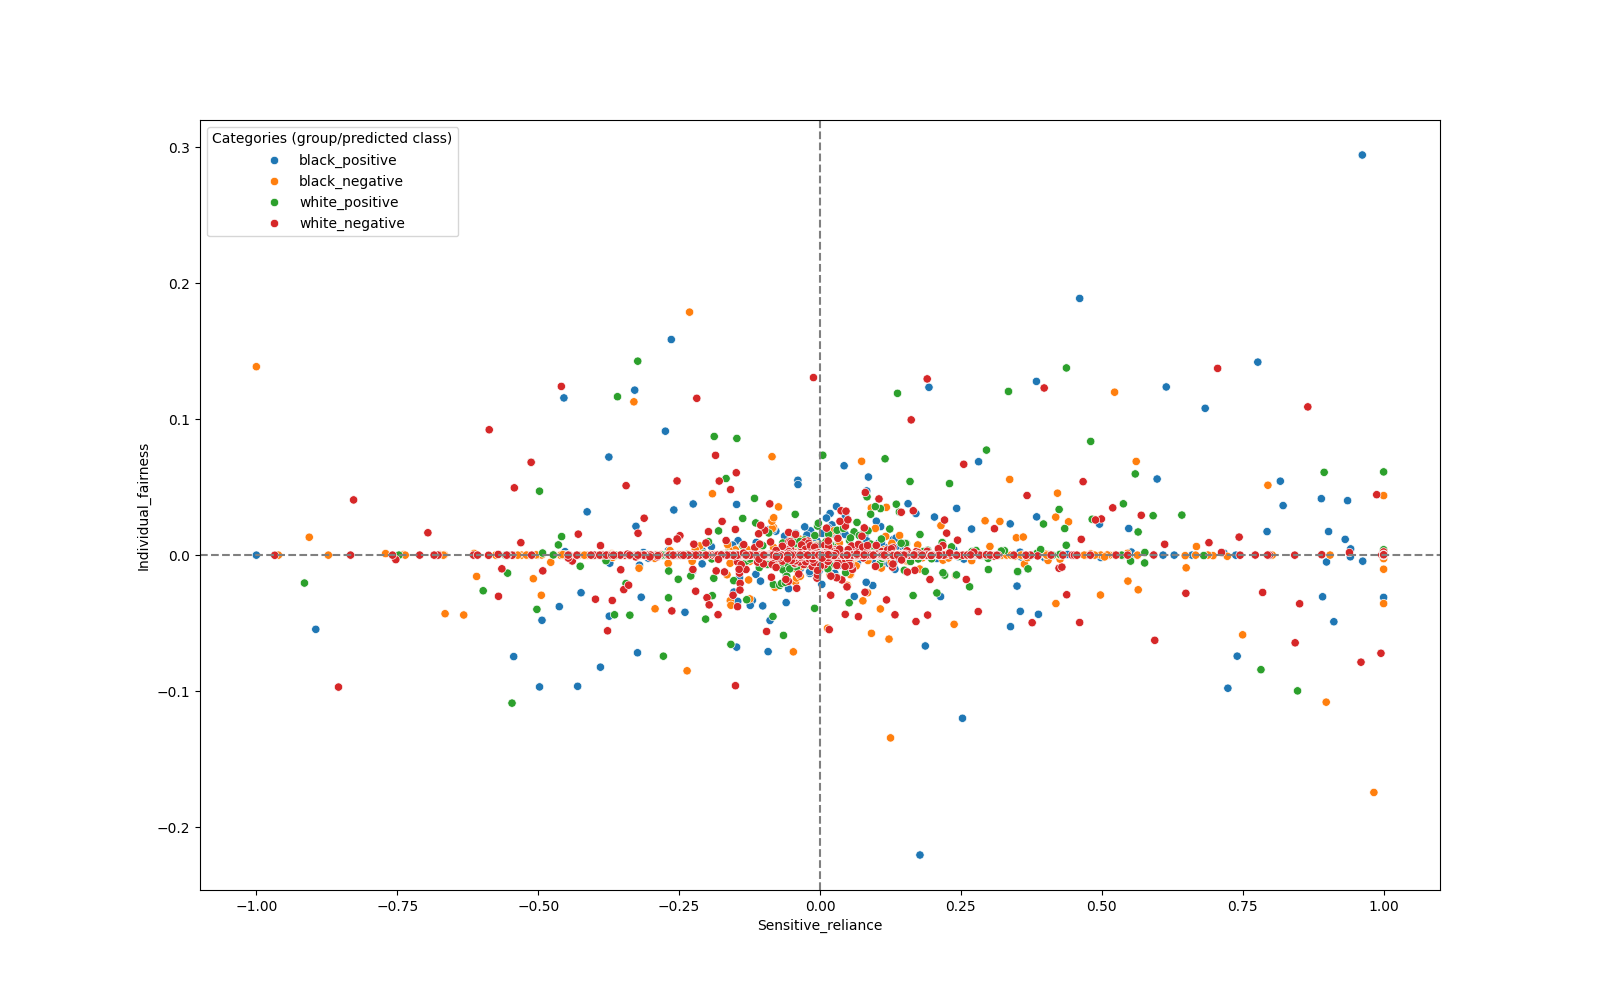 Categories (group/predicted class)
black_positive
black_negative
white_positive
white_negative
0.3
0.2
0.1
0.0
−0.1
−0.2
Individual_fairness
−1.00 −0.75 −0.50 −0.25 0.00 0.25 0.50 0.75 1.00
Sensitive_reliance